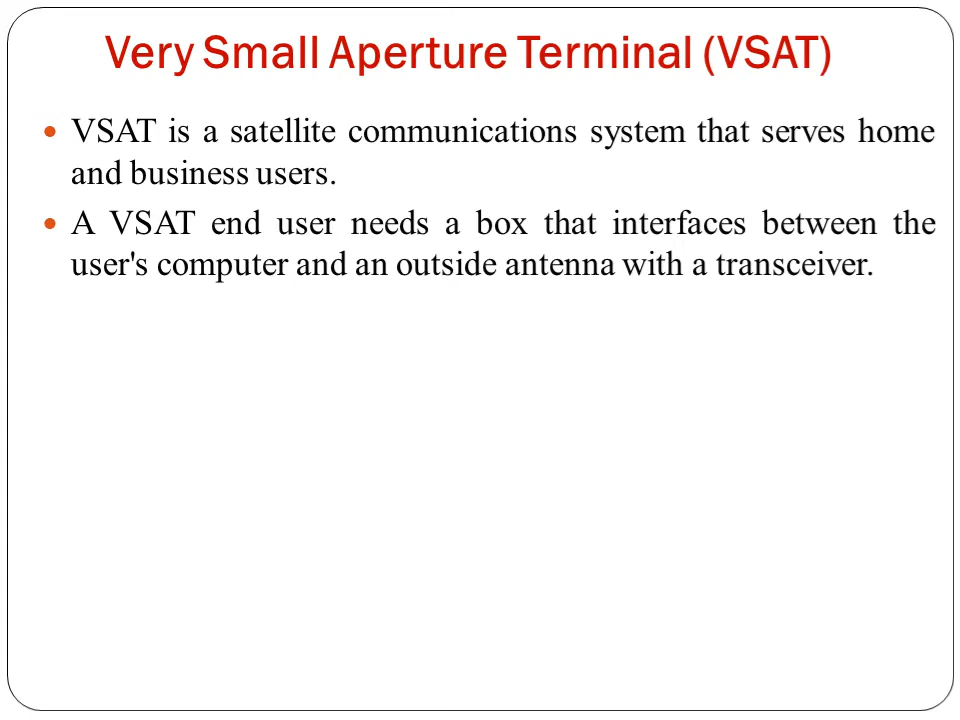 Very Small Aperture Terminal (VSAT)
• VSAT is a satellite communications system that serves home
and business users.
• A VSAT end user needs a box that interfaces between the
user's computer and an outside antenna with a transceiver.